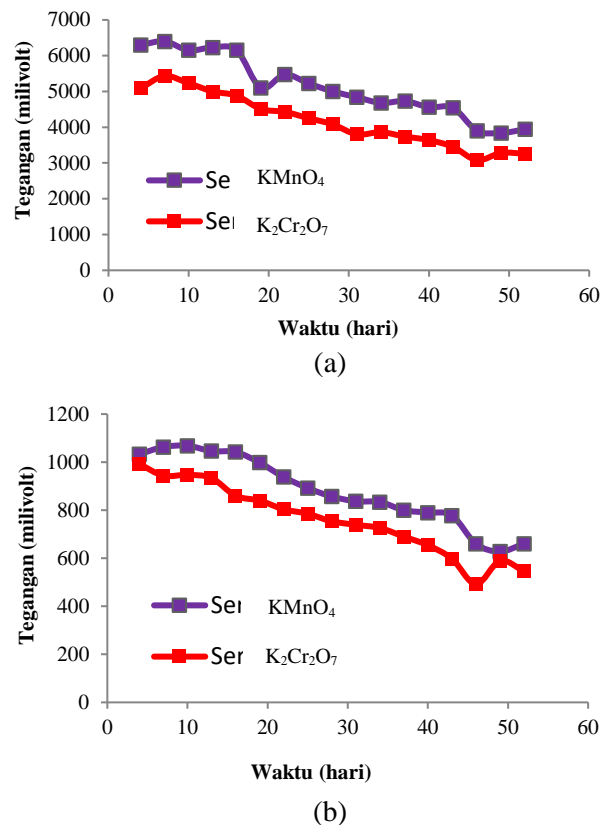 7000
6000
5000
4000
3000
2000
1000
0
Tegangan (milivolt)
Se KMnO₄
Ser K₂Cr₂O₇
0 10 20 30 40 50 60
Waktu (hari)
(a)
1200
1000
800
600
400
200
0
Tegangan (milivolt)
Ser KMnO₄
Ser K₂Cr₂O₇
0 10 20 30 40 50 60
Waktu (hari)
(b)